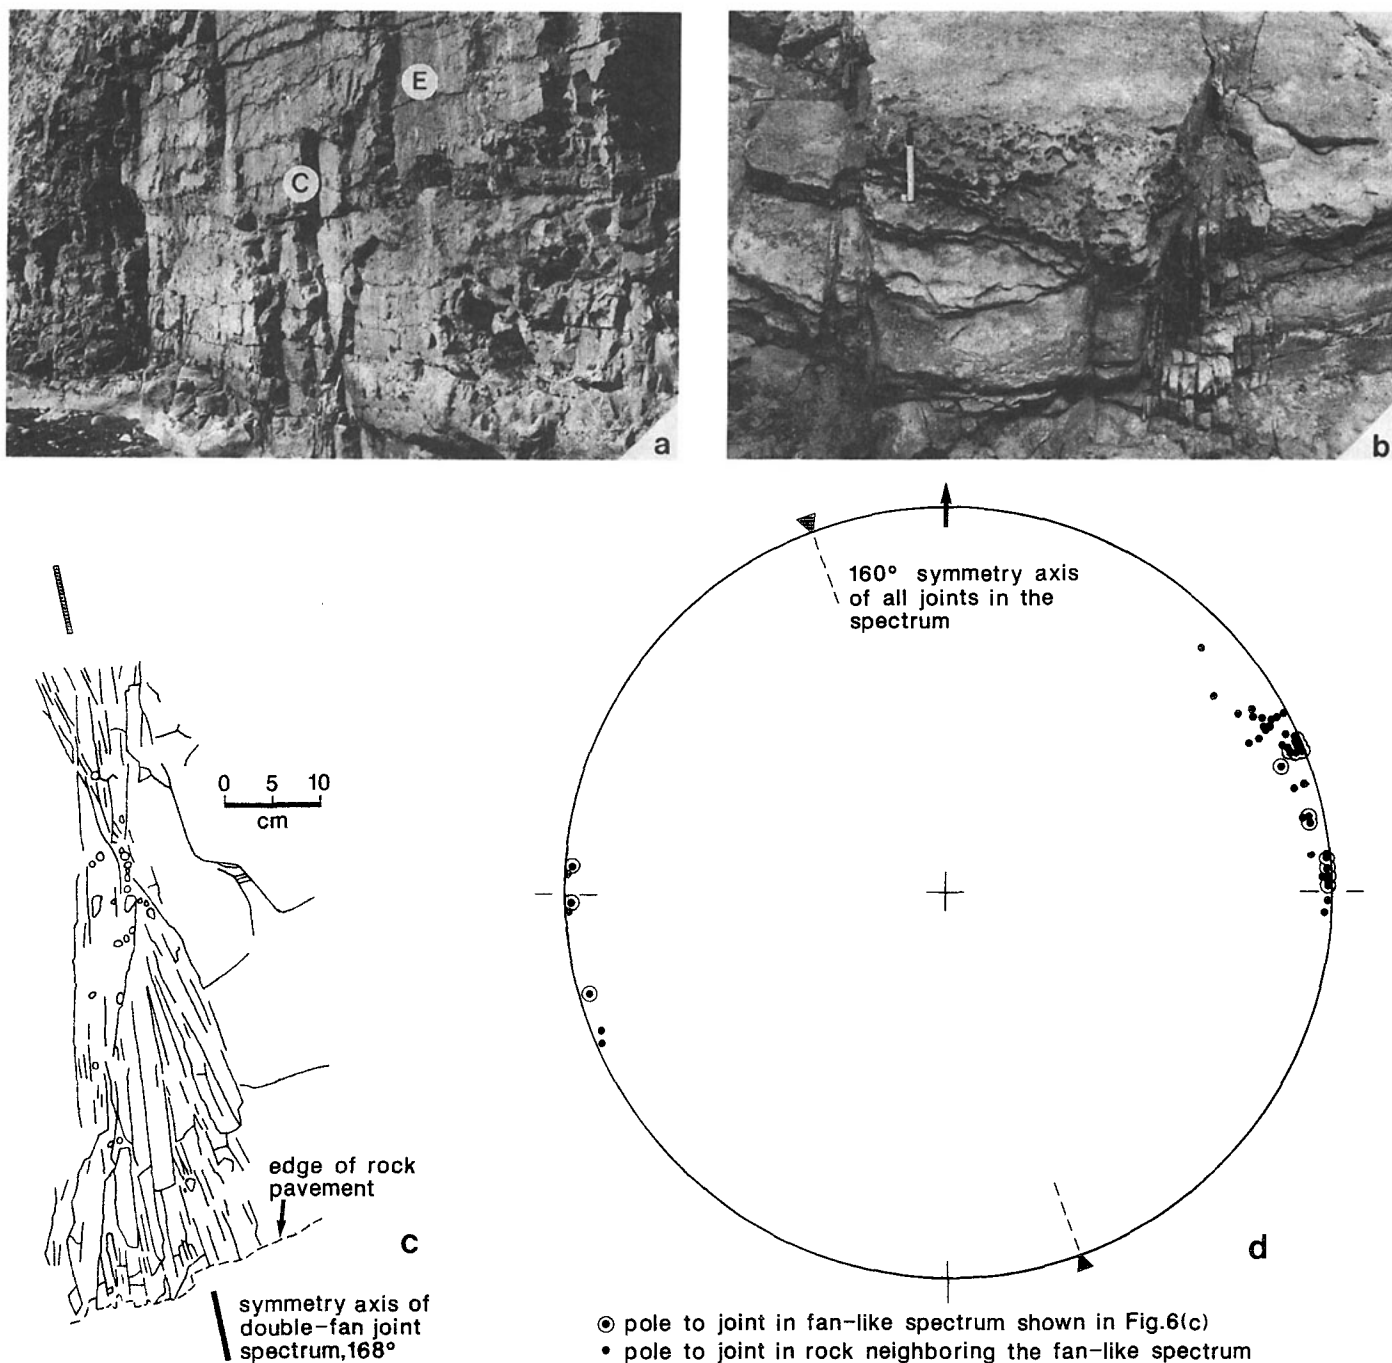 E
C
a
b
160° symmetry axis
of all joints in the
spectrum
0 5 10
cm
edge of rock
pavement
c
d
symmetry axis of
double-fan joint
spectrum,168°
pole to joint in fan-like spectrum shown in Fig.6(c)
pole to joint in rock neighboring the fan-like spectrum